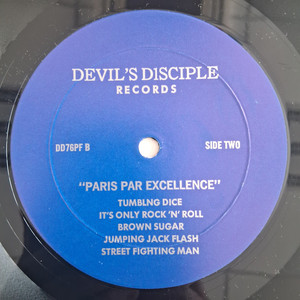 DEVIL'S DISCIPLE
RECORDS
DD76PF B
SIDE TWO
"PARIS PAR EXCELLENCE"
TUMBLNG DICE
IT'S ONLY ROCK 'N' ROLL
BROWN SUGAR
JUMPING JACK FLASH
STREET FIGHTING MAN